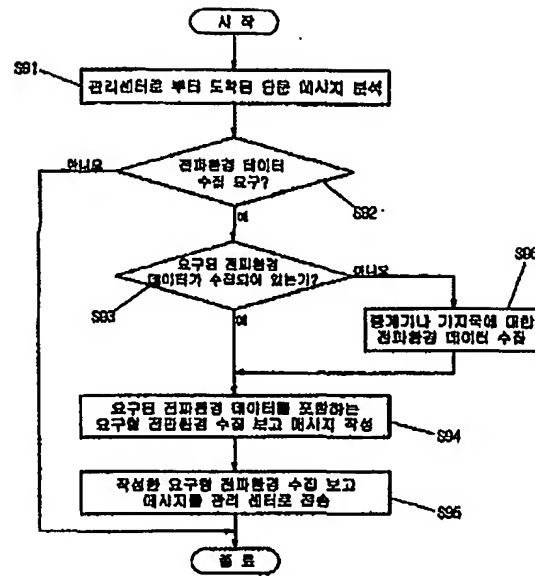 시 작
S91
관리센터로 부터 도착된 단문 메시지 분석
아니오
전파환경 데이터
수집 요구?
S92
예
요구된 전파환경
데이터가 수집되어 있는가?
아니오
S93
예
S96
중계기나 기지국에 대한
전파환경 데이터 수집
요구된 전파환경 데이터를 포함하는
요구형 전파환경 수집 보고 메시지 작성
S94
작성한 요구형 전파환경 수집 보고
메시지를 관리 센터로 전송
S95
종 료